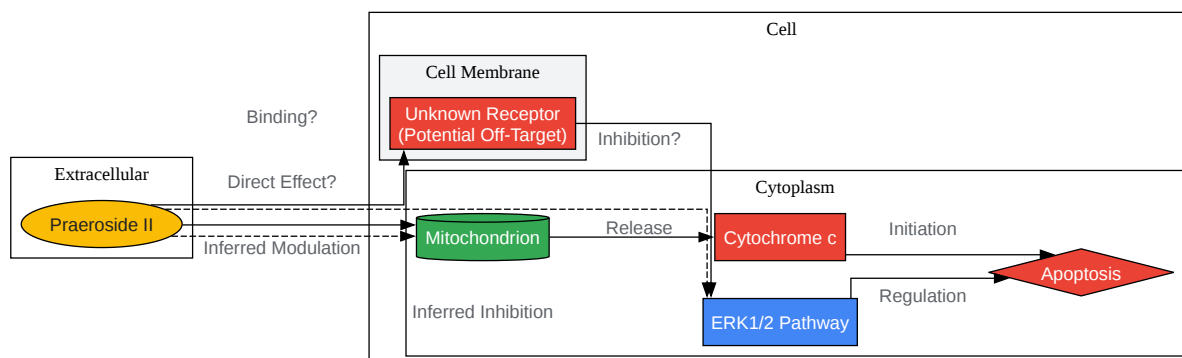 Cell
Cell Membrane
Unknown Receptor
(Potential Off-Target)
Binding?
Inhibition?
Extracellular
Direct Effect?
Cytoplasm
Praeroside II
Inferred Modulation
Mitochondrion
Release
Cytochrome c
Initiation
Apoptosis
Regulation
Inferred Inhibition
ERK1/2 Pathway